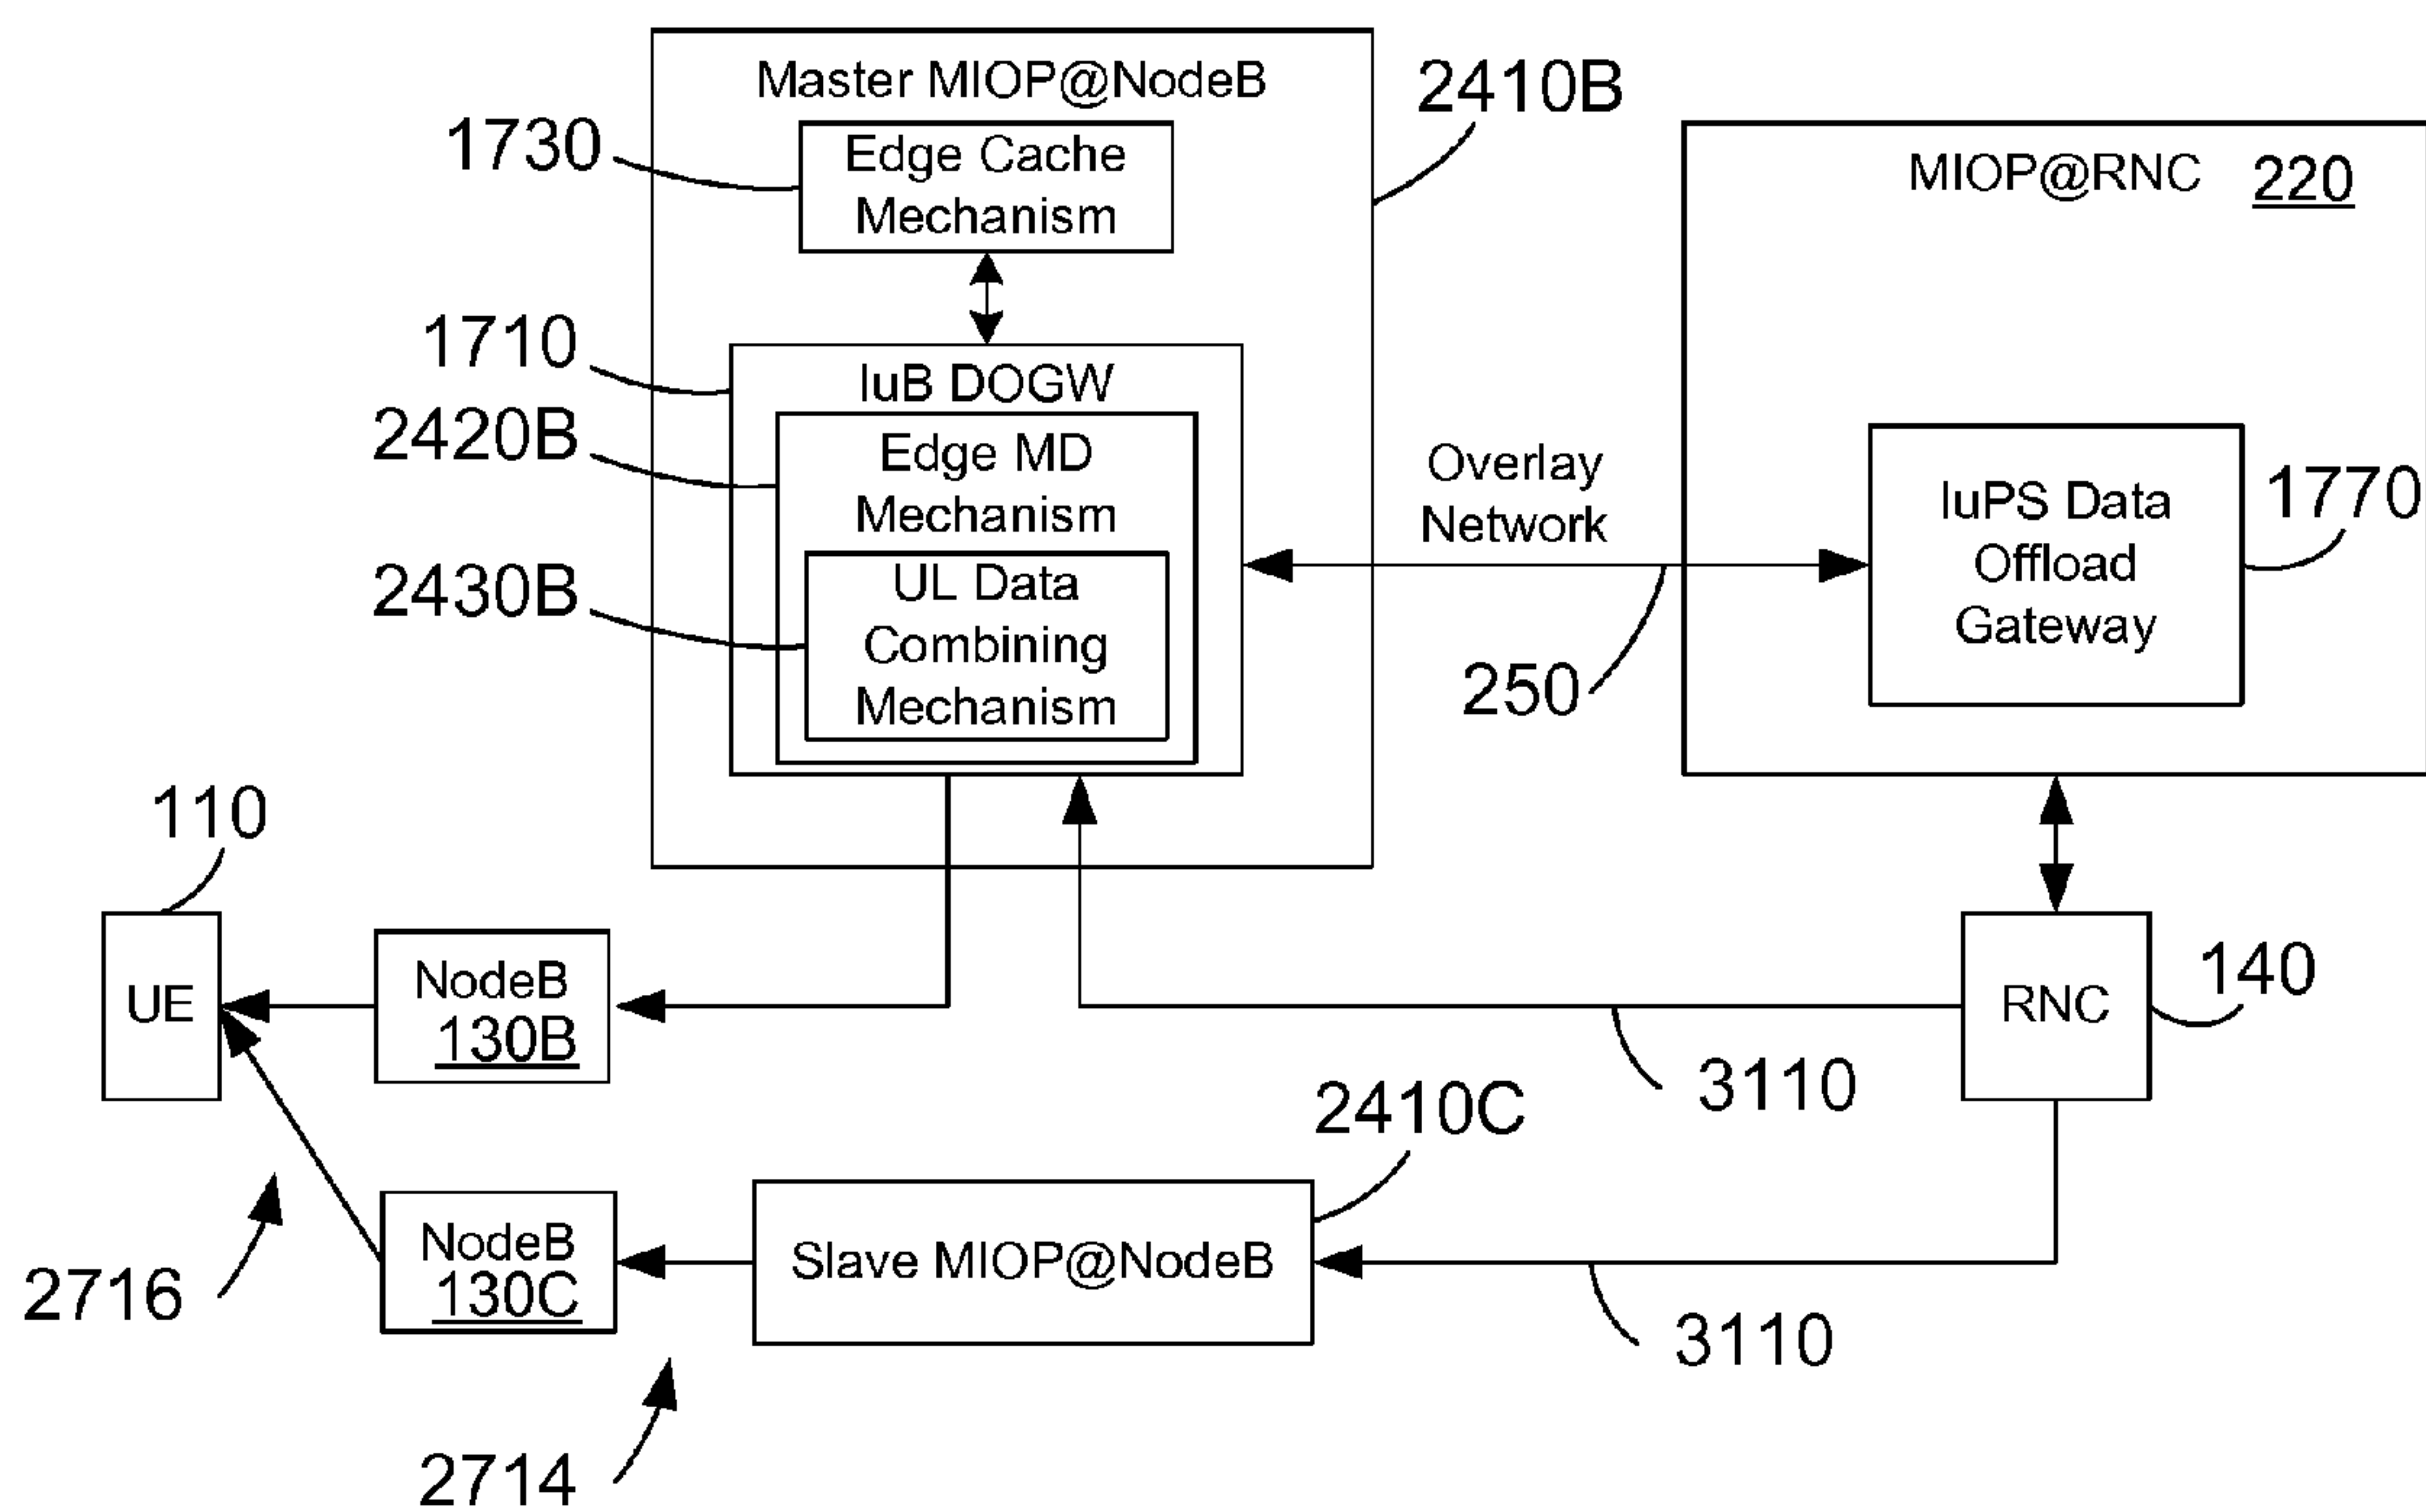 Master MIOP@NodeB
2410B
1730
Edge Cache
Mechanism
MIOP@RNC 220
1710
IuB DOGW
2420B
Edge MD
Mechanism
2430B
UL Data
Combining
Mechanism
Overlay
Network
250
IuPS Data
Offload
Gateway
1770
110
UE
NodeB
130B
RNC
140
3110
2410C
NodeB
130C
Slave MIOP@NodeB
2716
3110
2714